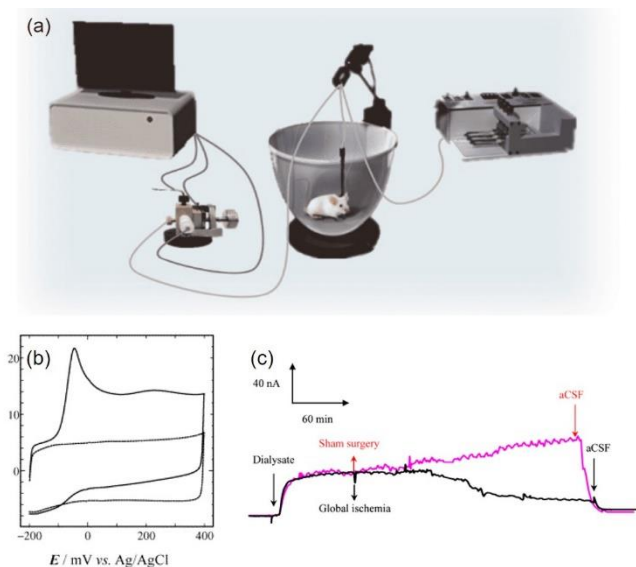 (a)
(b)
20
10
0
-200
0
200
400
E / mV vs. Ag/AgCl
(c)
40 nA
60 min
aCSF
Sham surgery
aCSF
Dialysate
Global ischemia